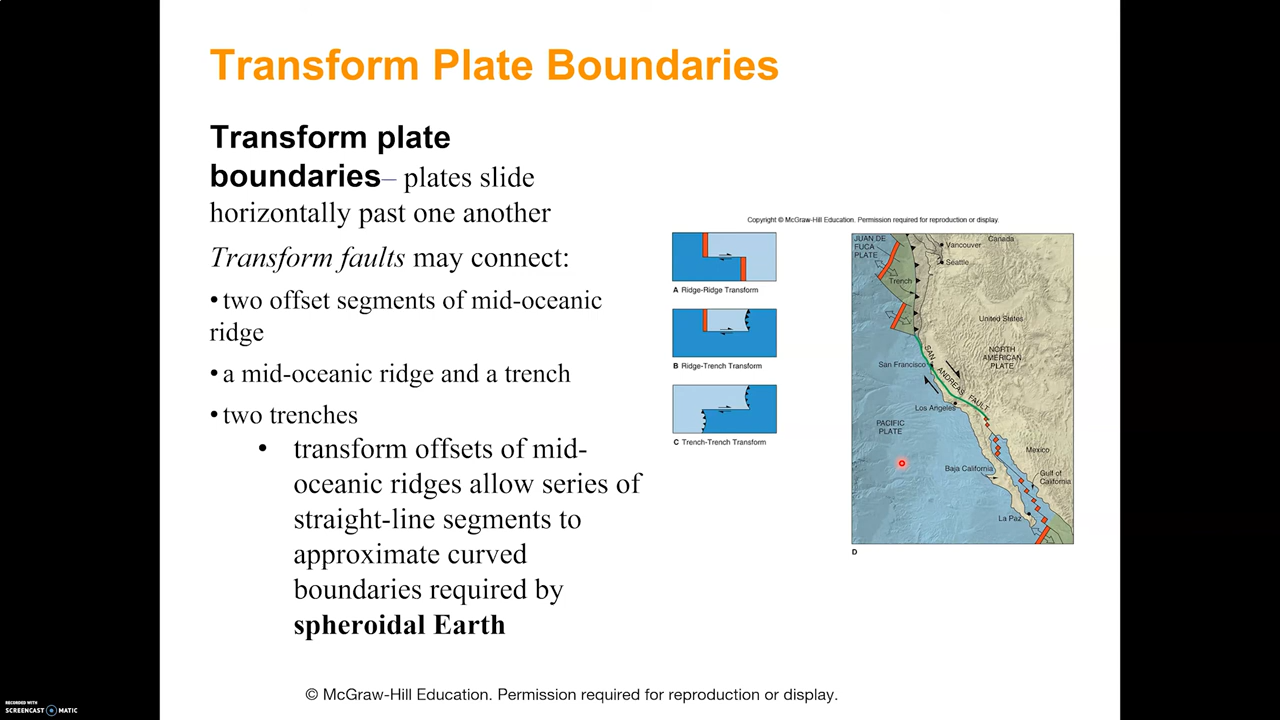 Transform Plate Boundaries
Transform plate
boundaries– plates slide
horizontally past one another
Transform faults may connect:
• two offset segments of mid-oceanic
ridge
• a mid-oceanic ridge and a trench
• two trenches
• transform offsets of mid-
oceanic ridges allow series of
straight-line segments to
approximate curved
boundaries required by
spheroidal Earth
Copyright © McGraw-Hill Education. Permission required for reproduction or display.
A Ridge-Ridge Transform
B Ridge-Trench Transform
C Trench-Trench Transform
JUAN DE
FUCA
PLATE
Vancouver
Canada
Seattle
Trench
United States
NORTH
AMERICAN
PLATE
San Francisco
SAN ANDREAS FAULT
Los Angeles
PACIFIC
PLATE
Mexico
Baja California
Gulf of
California
La Paz
D
© McGraw-Hill Education. Permission required for reproduction or display.
RECORDED WITH
SCREENCAST MATIC